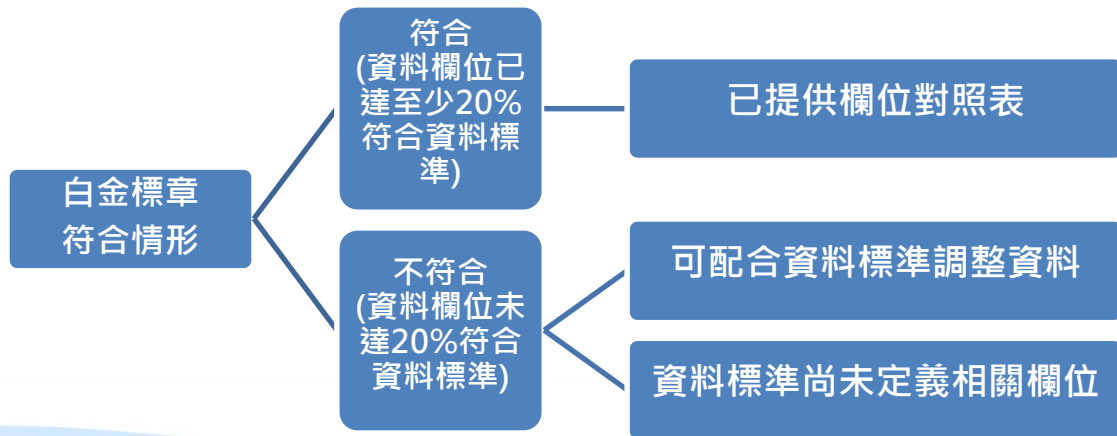 白金標章
符合情形
符合
(資料欄位已
達至少20%
符合資料標
準)
已提供欄位對照表
不符合
(資料欄位未
達20%符合
資料標準)
可配合資料標準調整資料
資料標準尚未定義相關欄位